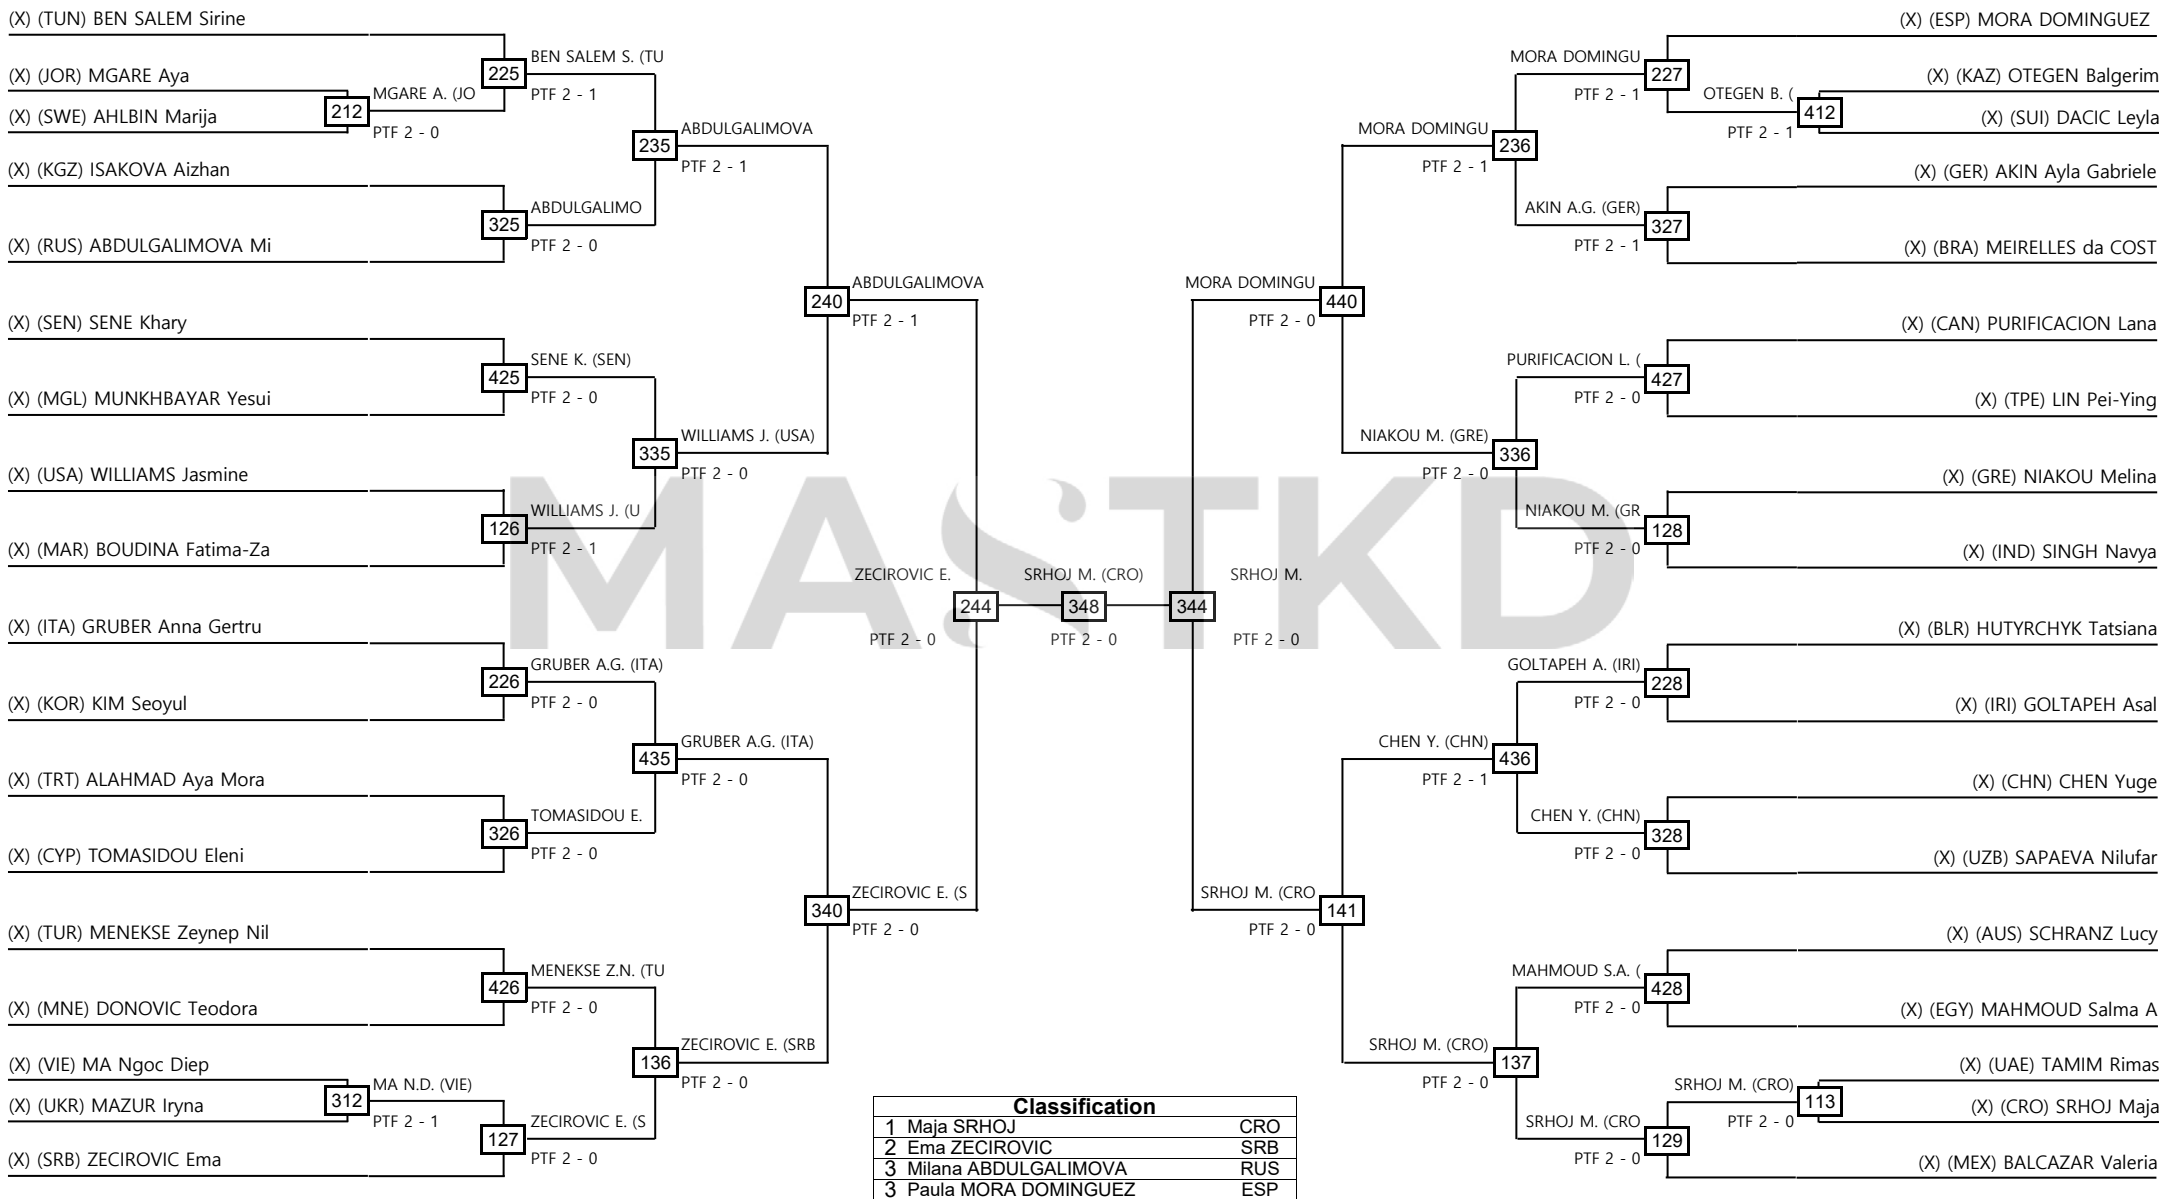 (X) (TUN) BEN SALEM Sirine
(X) (JOR) MGARE Aya
(X) (SWE) AHLBIN Marija
(X) (KGZ) ISAKOVA Aizhan
(X) (RUS) ABDULGALIMOVA Mi
(X) (SEN) SENE Khary
(X) (MGL) MUNKHBAYAR Yesui
(X) (USA) WILLIAMS Jasmine
(X) (MAR) BOUDINA Fatima-Za
(X) (ITA) GRUBER Anna Gertru
(X) (KOR) KIM Seoyul
(X) (TRT) ALAHMAD Aya Mora
(X) (CYP) TOMASIDOU Eleni
(X) (TUR) MENEKSE Zeynep Nil
(X) (MNE) DONOVIC Teodora
(X) (VIE) MA Ngoc Diep
(X) (UKR) MAZUR Iryna
(X) (SRB) ZECIROVIC Ema
212
MGARE A. (JO
PTF 2 - 0
312
MA N.D. (VIE)
PTF 2 - 1
225
BEN SALEM S. (TU
PTF 2 - 1
325
ABDULGALIMO
PTF 2 - 0
425
SENE K. (SEN)
PTF 2 - 0
126
WILLIAMS J. (U
PTF 2 - 1
226
GRUBER A.G. (ITA)
PTF 2 - 0
326
TOMASIDOU E.
PTF 2 - 0
426
MENEKSE Z.N. (TU
PTF 2 - 0
127
ZECIROVIC E. (S
PTF 2 - 0
235
ABDULGALIMOVA
PTF 2 - 1
335
WILLIAMS J. (USA)
PTF 2 - 0
435
GRUBER A.G. (ITA)
PTF 2 - 0
136
ZECIROVIC E. (SRB
PTF 2 - 0
240
ABDULGALIMOVA
PTF 2 - 1
340
ZECIROVIC E. (S
PTF 2 - 0
ZECIROVIC E.
244
PTF 2 - 0
SRHOJ M. (CRO)
348
PTF 2 - 0
SRHOJ M.
344
PTF 2 - 0
MASTKD
MORA DOMINGU
440
PTF 2 - 0
SRHOJ M. (CRO
141
PTF 2 - 0
MORA DOMINGU
236
PTF 2 - 1
NIAKOU M. (GRE)
336
PTF 2 - 0
CHEN Y. (CHN)
436
PTF 2 - 1
SRHOJ M. (CRO)
137
PTF 2 - 0
MORA DOMINGU
227
PTF 2 - 1
AKIN A.G. (GER)
327
PTF 2 - 1
PURIFICACION L. (
427
PTF 2 - 0
NIAKOU M. (GR
128
PTF 2 - 0
GOLTAPEH A. (IRI)
228
PTF 2 - 0
CHEN Y. (CHN)
328
PTF 2 - 0
MAHMOUD S.A. (
428
PTF 2 - 0
SRHOJ M. (CRO
129
PTF 2 - 0
OTEGEN B. (
412
PTF 2 - 1
SRHOJ M. (CRO)
113
PTF 2 - 0
(X) (ESP) MORA DOMINGUEZ
(X) (KAZ) OTEGEN Balgerim
(X) (SUI) DACIC Leyla
(X) (GER) AKIN Ayla Gabriele
(X) (BRA) MEIRELLES da COST
(X) (CAN) PURIFICACION Lana
(X) (TPE) LIN Pei-Ying
(X) (GRE) NIAKOU Melina
(X) (IND) SINGH Navya
(X) (BLR) HUTYRCHYK Tatsiana
(X) (IRI) GOLTAPEH Asal
(X) (CHN) CHEN Yuge
(X) (UZB) SAPAEVA Nilufar
(X) (AUS) SCHRANZ Lucy
(X) (EGY) MAHMOUD Salma A
(X) (UAE) TAMIM Rimas
(X) (CRO) SRHOJ Maja
(X) (MEX) BALCAZAR Valeria
Classification
1 Maja SRHOJ CRO
2 Ema ZECIROVIC SRB
3 Milana ABDULGALIMOVA RUS
3 Paula MORA DOMINGUEZ ESP